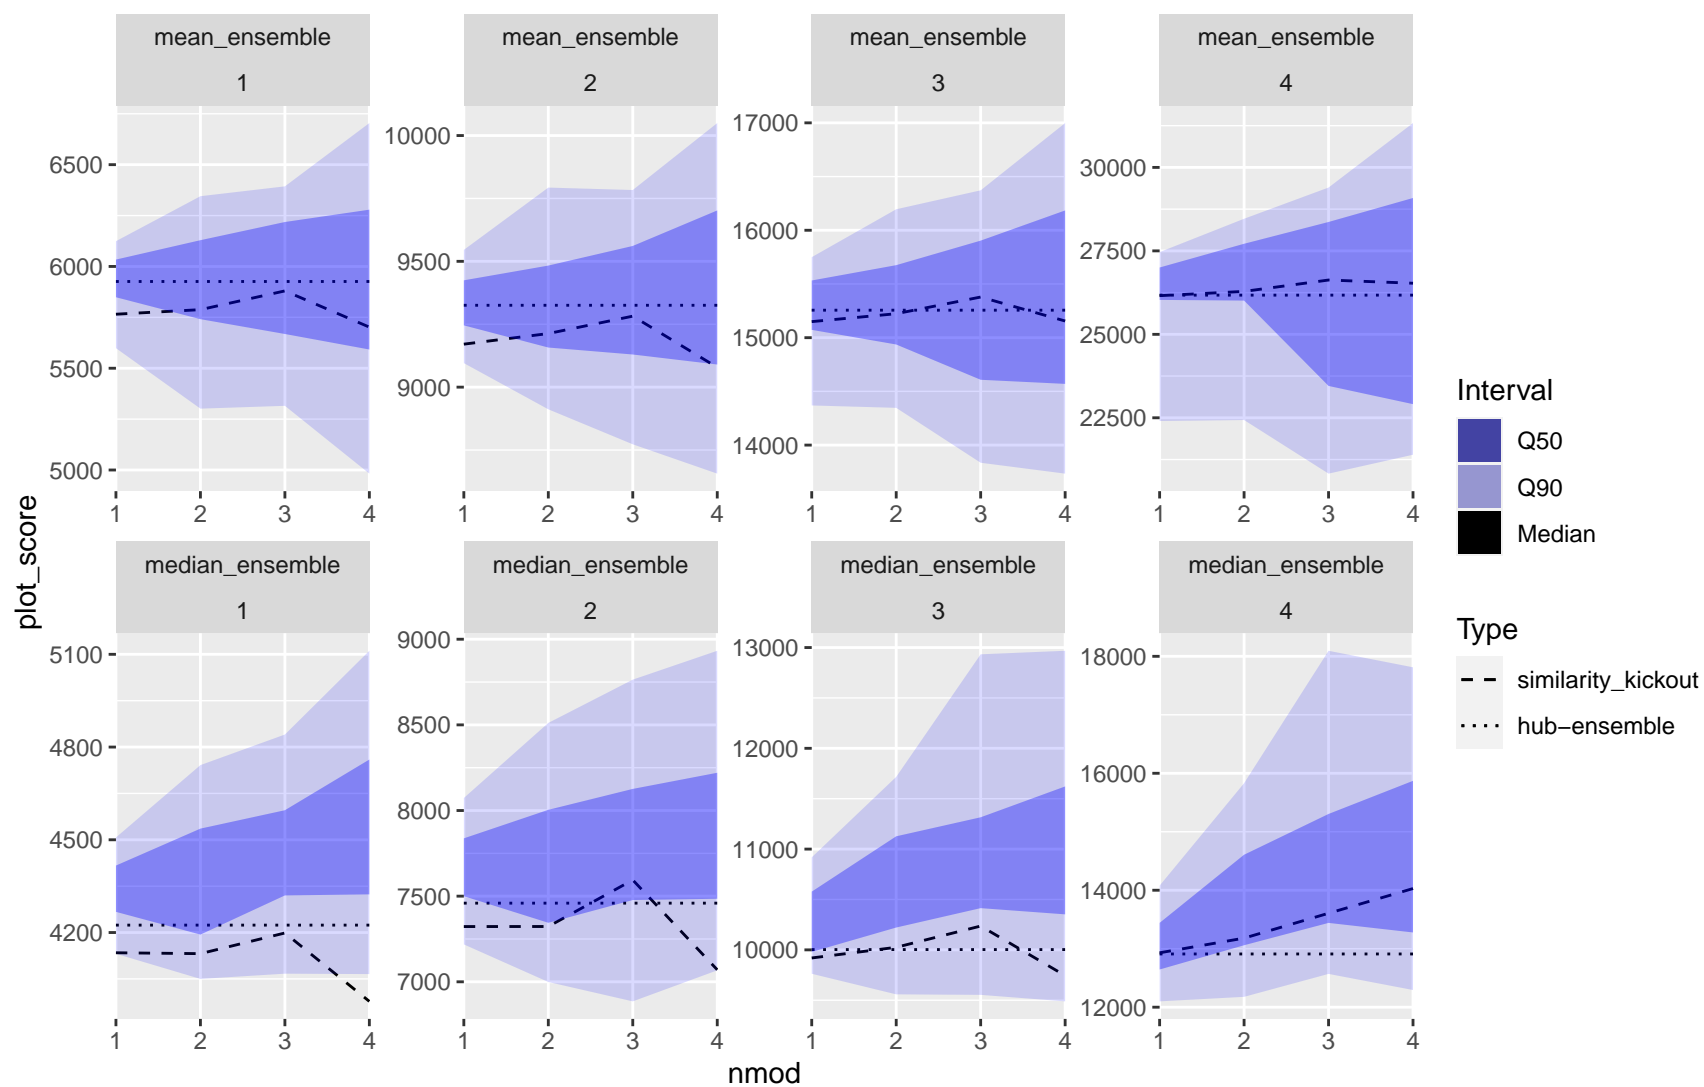 mean_ensemble
1
mean_ensemble
2
mean_ensemble
3
mean_ensemble
4
6500
6000
5500
5000
1 2 3 4
10000
9500
9000
1 2 3 4
17000
16000
15000
14000
1 2 3 4
30000
27500
25000
22500
1 2 3 4
plot_score
median_ensemble
1
median_ensemble
2
median_ensemble
3
median_ensemble
4
5100
4800
4500
4200
1 2 3 4
9000
8500
8000
7500
7000
1 2 3 4
13000
12000
11000
10000
1 2 3 4
18000
16000
14000
12000
1 2 3 4
nmod
Interval
Q50
Q90
Median
Type
similarity_kickout
hub−ensemble